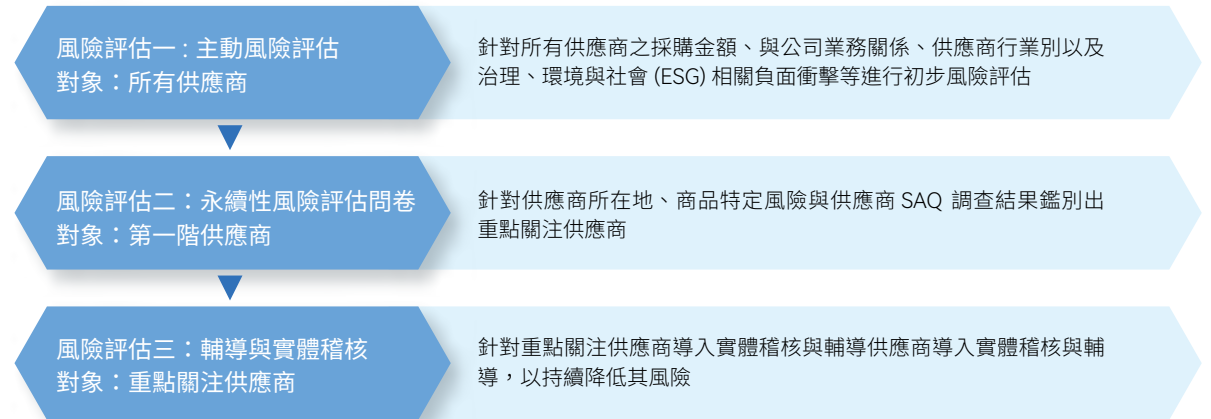 風險評估一 : 主動風險評估
對象：所有供應商
針對所有供應商之採購金額、與公司業務關係、供應商行業別以及
治理、環境與社會 (ESG) 相關負面衝擊等進行初步風險評估
風險評估二：永續性風險評估問卷
對象：第一階供應商
針對供應商所在地、商品特定風險與供應商 SAQ 調查結果鑑別出
重點關注供應商
風險評估三：輔導與實體稽核
對象：重點關注供應商
針對重點關注供應商導入實體稽核與輔導供應商導入實體稽核與輔
導，以持續降低其風險